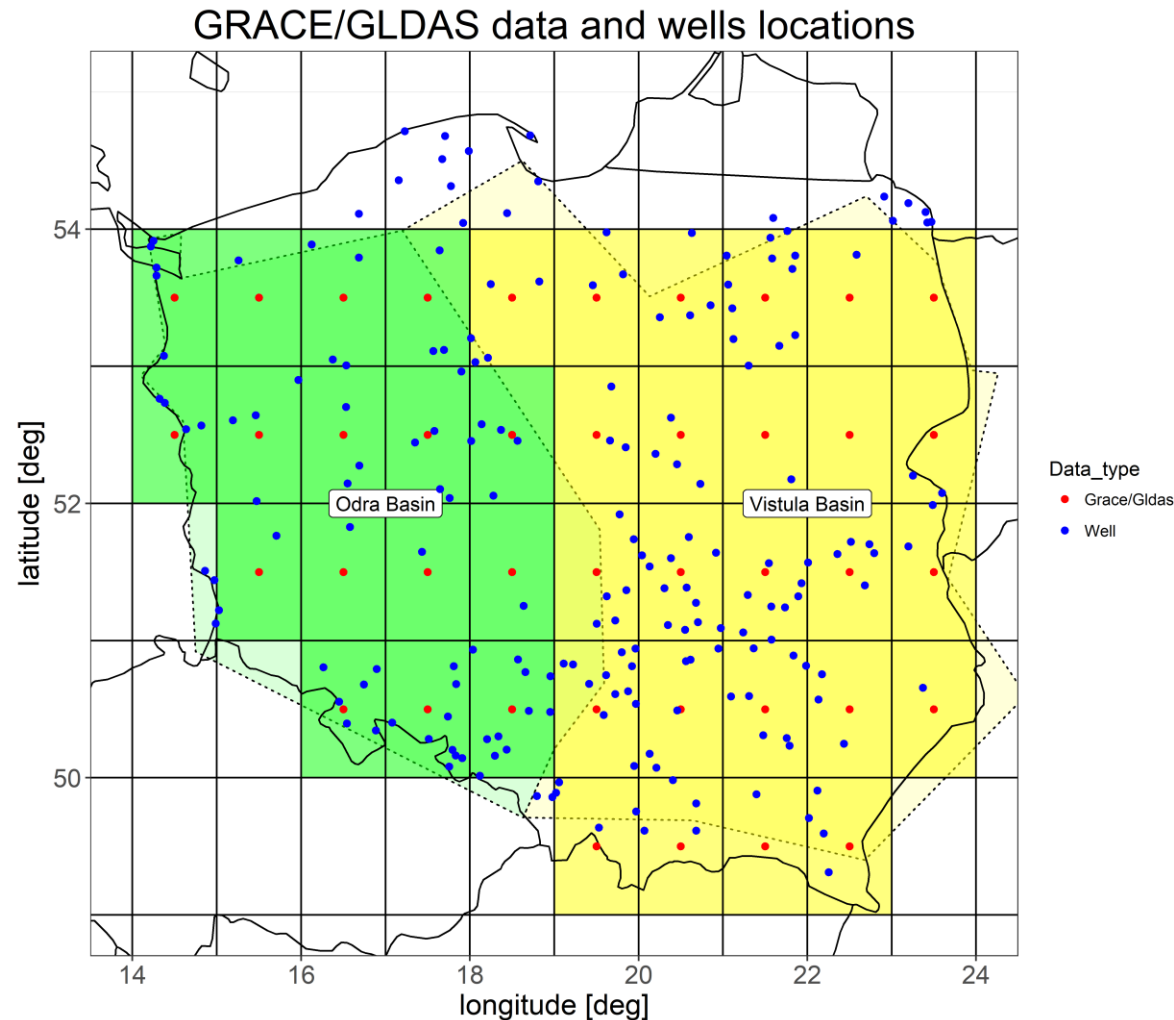 GRACE/GLDAS data and wells locations
54
52
50
latitude [deg]
Odra Basin
Vistula Basin
14
16
18
20
22
24
longitude [deg]
Data_type
Grace/Gldas
Well